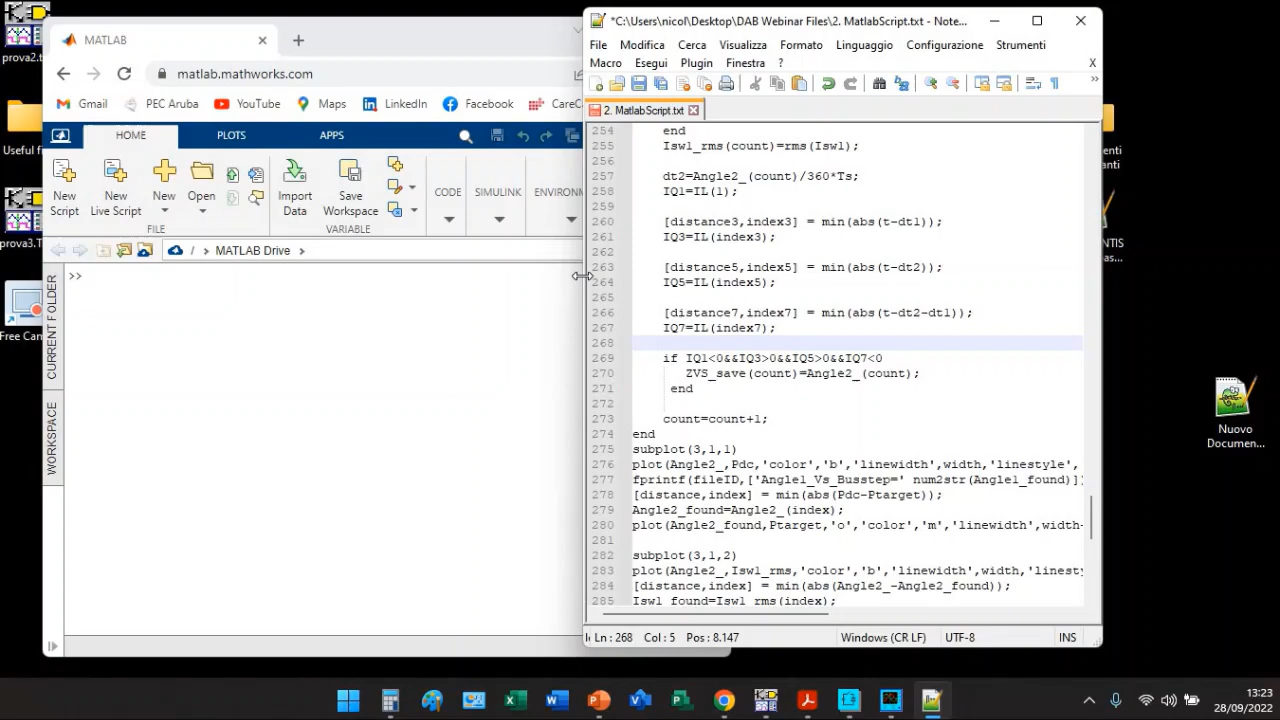 prova2.t
Useful f
prova3.T
Free Can
MATLAB
matlab.mathworks.com
Gmail
PEC Aruba
YouTube
Maps
LinkedIn
Facebook
CareC
HOME
PLOTS
APPS
New Script
New Live Script
New
Open
Import Data
Save Workspace
CODE
SIMULINK
ENVIRONM
FILE
VARIABLE
/ MATLAB Drive
CURRENT FOLDER
WORKSPACE
>>
*C:\Users\nicol\Desktop\DAB Webinar Files\2. MatlabScript.txt - Note...
File Modifica Cerca Visualizza Formato Linguaggio Configurazione Strumenti
Macro Esegui Plugin Finestra ? X
2. MatlabScript.txt
254 end
255 Isw1_rms(count)=rms(Isw1);
256
257 dt2=Angle2_(count)/360*Ts;
258 IQ1=IL(1);
259
260 [distance3,index3] = min(abs(t-dt1));
261 IQ3=IL(index3);
262
263 [distance5,index5] = min(abs(t-dt2));
264 IQ5=IL(index5);
265
266 [distance7,index7] = min(abs(t-dt2-dt1));
267 IQ7=IL(index7);
268
269 if IQ1<0&&IQ3>0&&IQ5>0&&IQ7<0
270 ZVS_save(count)=Angle2_(count);
271 end
272
273 count=count+1;
274 end
275 subplot(3,1,1)
276 plot(Angle2_,Pdc,'color','b','linewidth',width,'linestyle',
277 fprintf(fileID,['Angle1_Vs_Busstep=' num2str(Angle1_found)]
278 [distance,index] = min(abs(Pdc-Ptarget));
279 Angle2_found=Angle2_(index);
280 plot(Angle2_found,Ptarget,'o','color','m','linewidth',width-
281
282 subplot(3,1,2)
283 plot(Angle2_,Isw1_rms,'color','b','linewidth',width,'linesty
284 [distance,index] = min(abs(Angle2_-Angle2_found));
285 Isw1_found=Isw1_rms(index);
Ln : 268 Col : 5 Pos : 8.147
Windows (CR LF)
UTF-8
INS
menti
anti
NTIS
as...
Nuovo
Documen...
13:23
28/09/2022